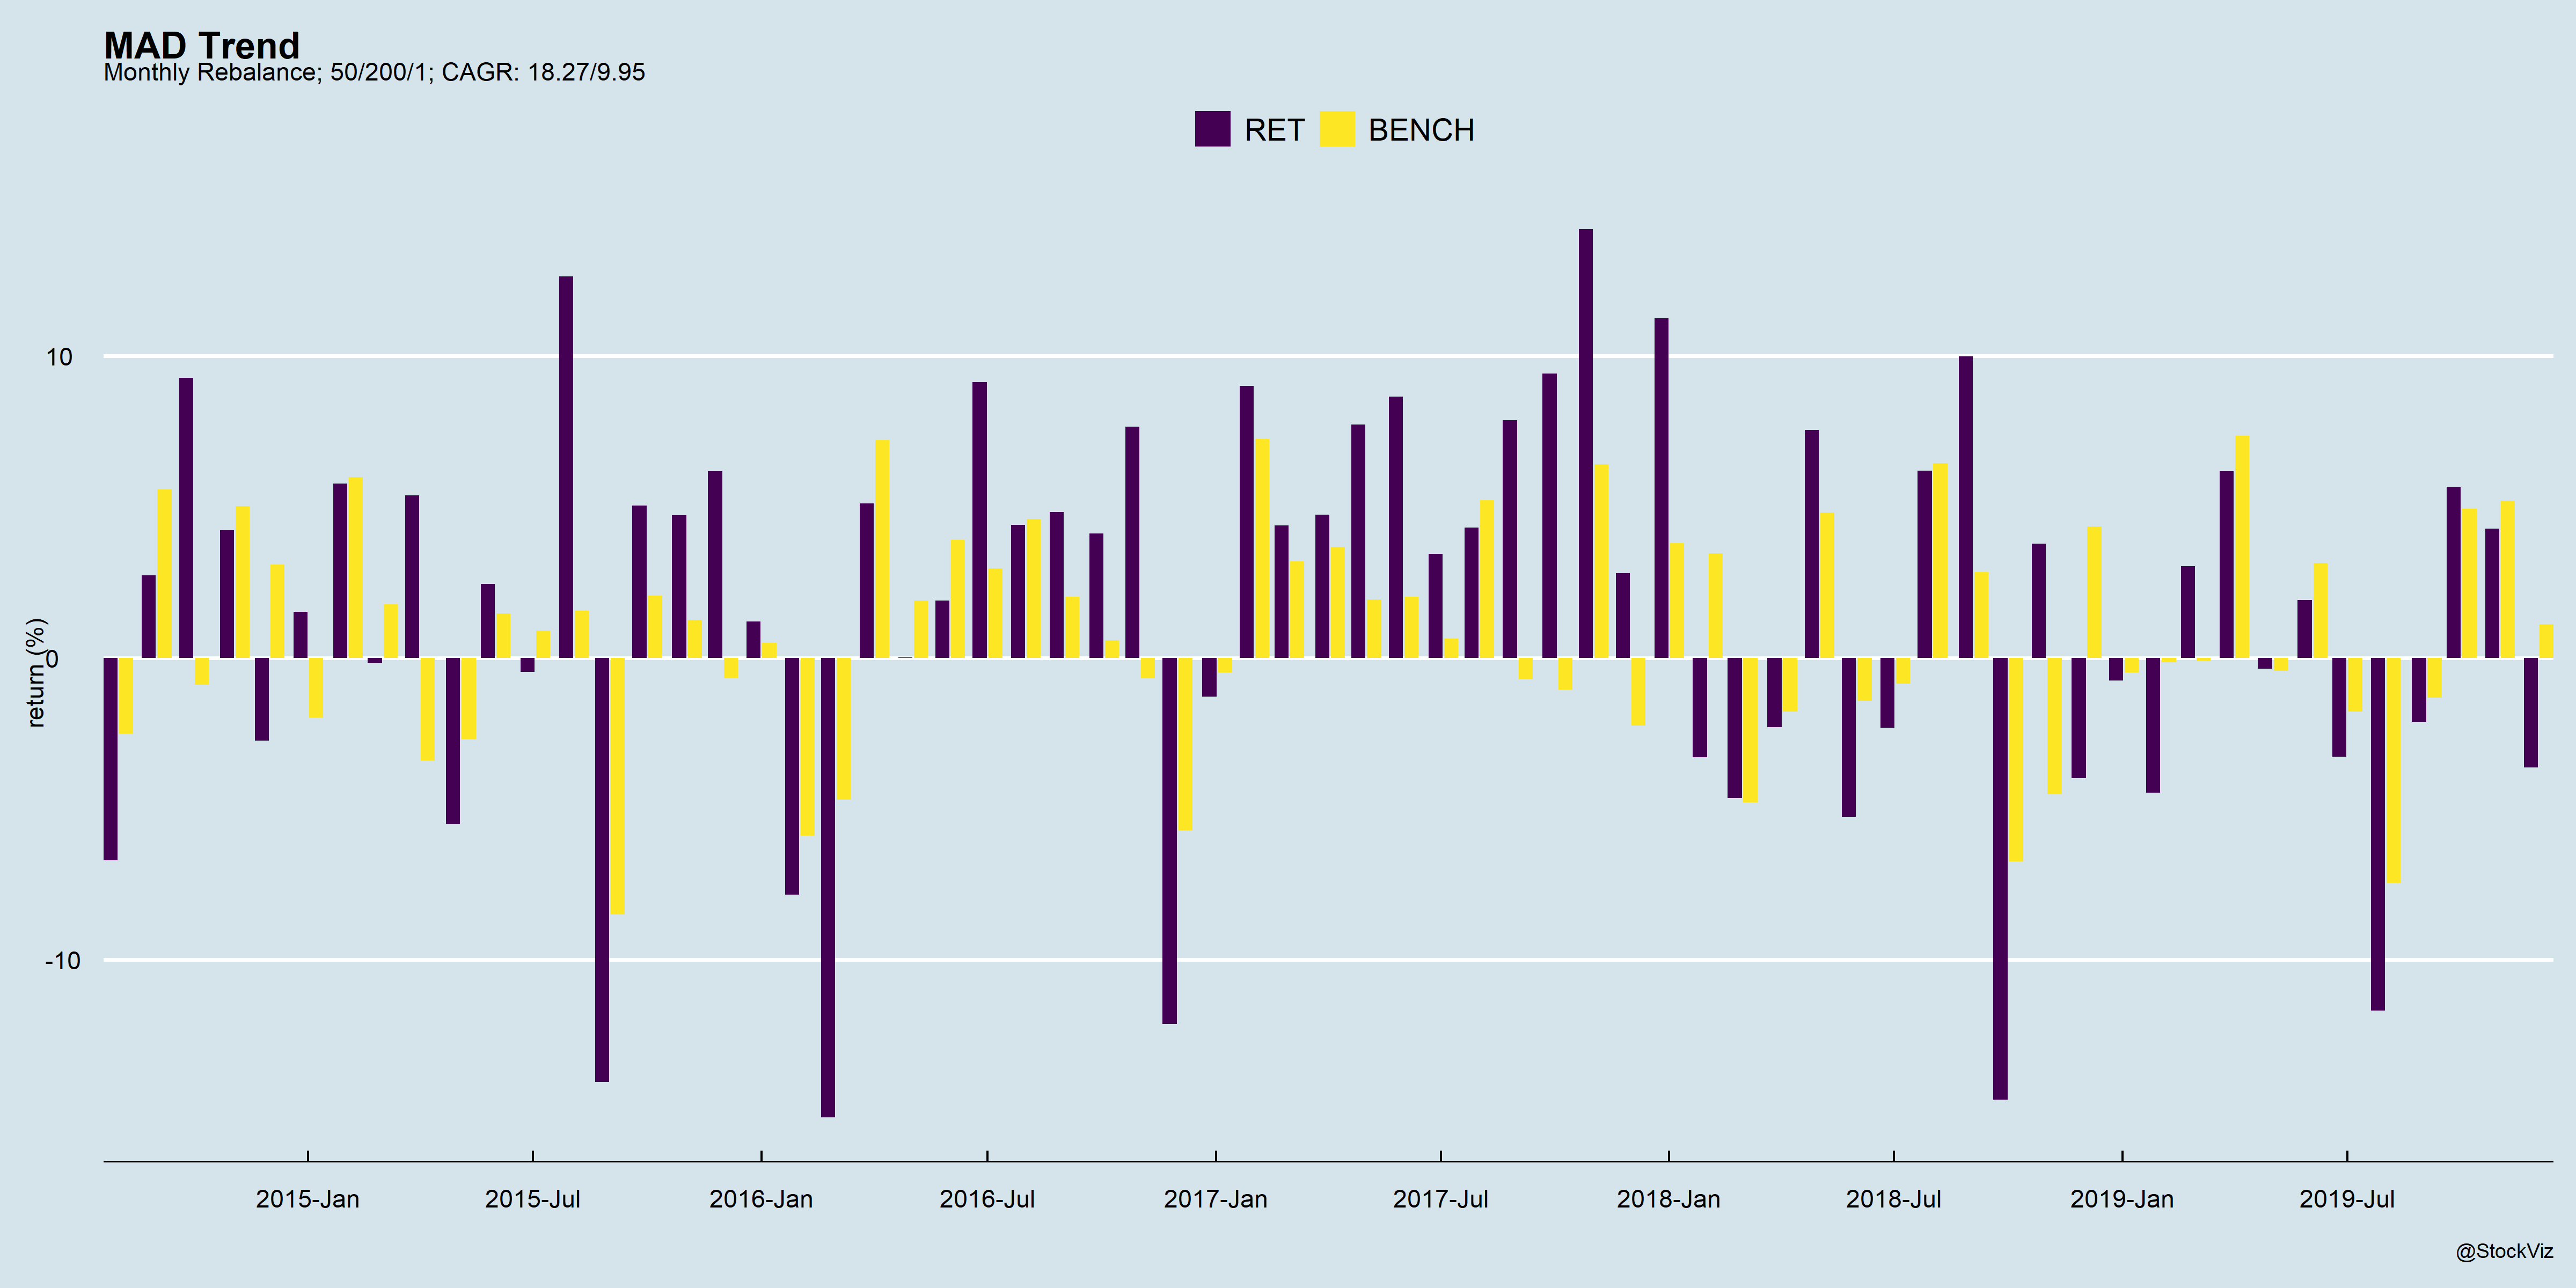 MAD Trend
Monthly Rebalance; 50/200/1; CAGR: 18.27/9.95
RET BENCH
10
0
-10
return (%)
2015-Jan 2015-Jul 2016-Jan 2016-Jul 2017-Jan 2017-Jul 2018-Jan 2018-Jul 2019-Jan 2019-Jul
@StockViz